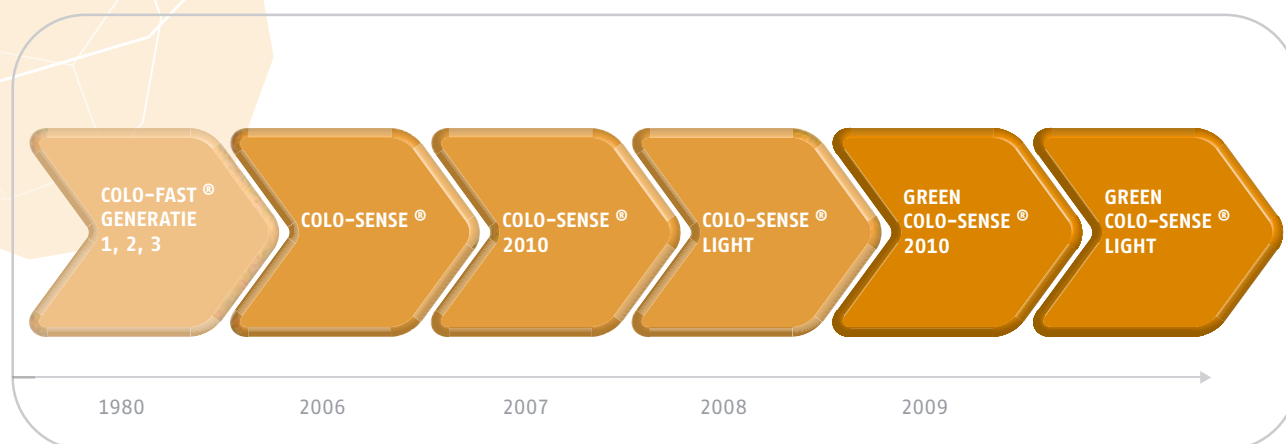 COLO-FAST ®
GENERATIE
1, 2, 3
COLO-SENSE ®
COLO-SENSE ®
2010
COLO-SENSE ®
LIGHT
GREEN
COLO-SENSE ®
2010
GREEN
COLO-SENSE ®
LIGHT
1980
2006
2007
2008
2009